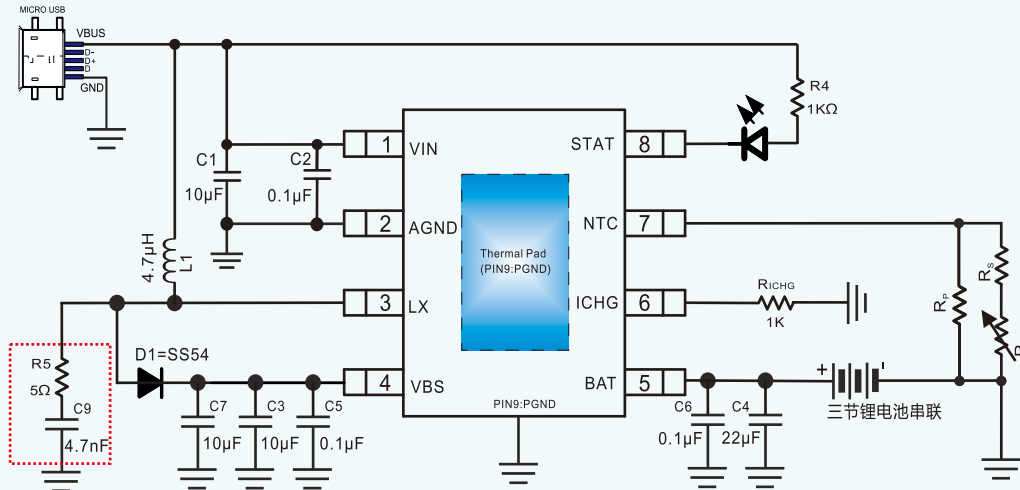 MICRO USB
VBUS
D-
D+
D
GND
R4
1KΩ
C1
10μF
C2
0.1μF
1
VIN
STAT
8
2
AGND
NTC
7
Thermal Pad
(PIN9:PGND)
4.7μH
L1
3
LX
ICHG
6
RICHG
1K
RP
RS
R
R5
5Ω
C9
4.7nF
D1=SS54
4
VBS
BAT
5
PIN9:PGND
C7
10μF
C3
10μF
C5
0.1μF
C6
0.1μF
C4
22μF
+
-
三节锂电池串联